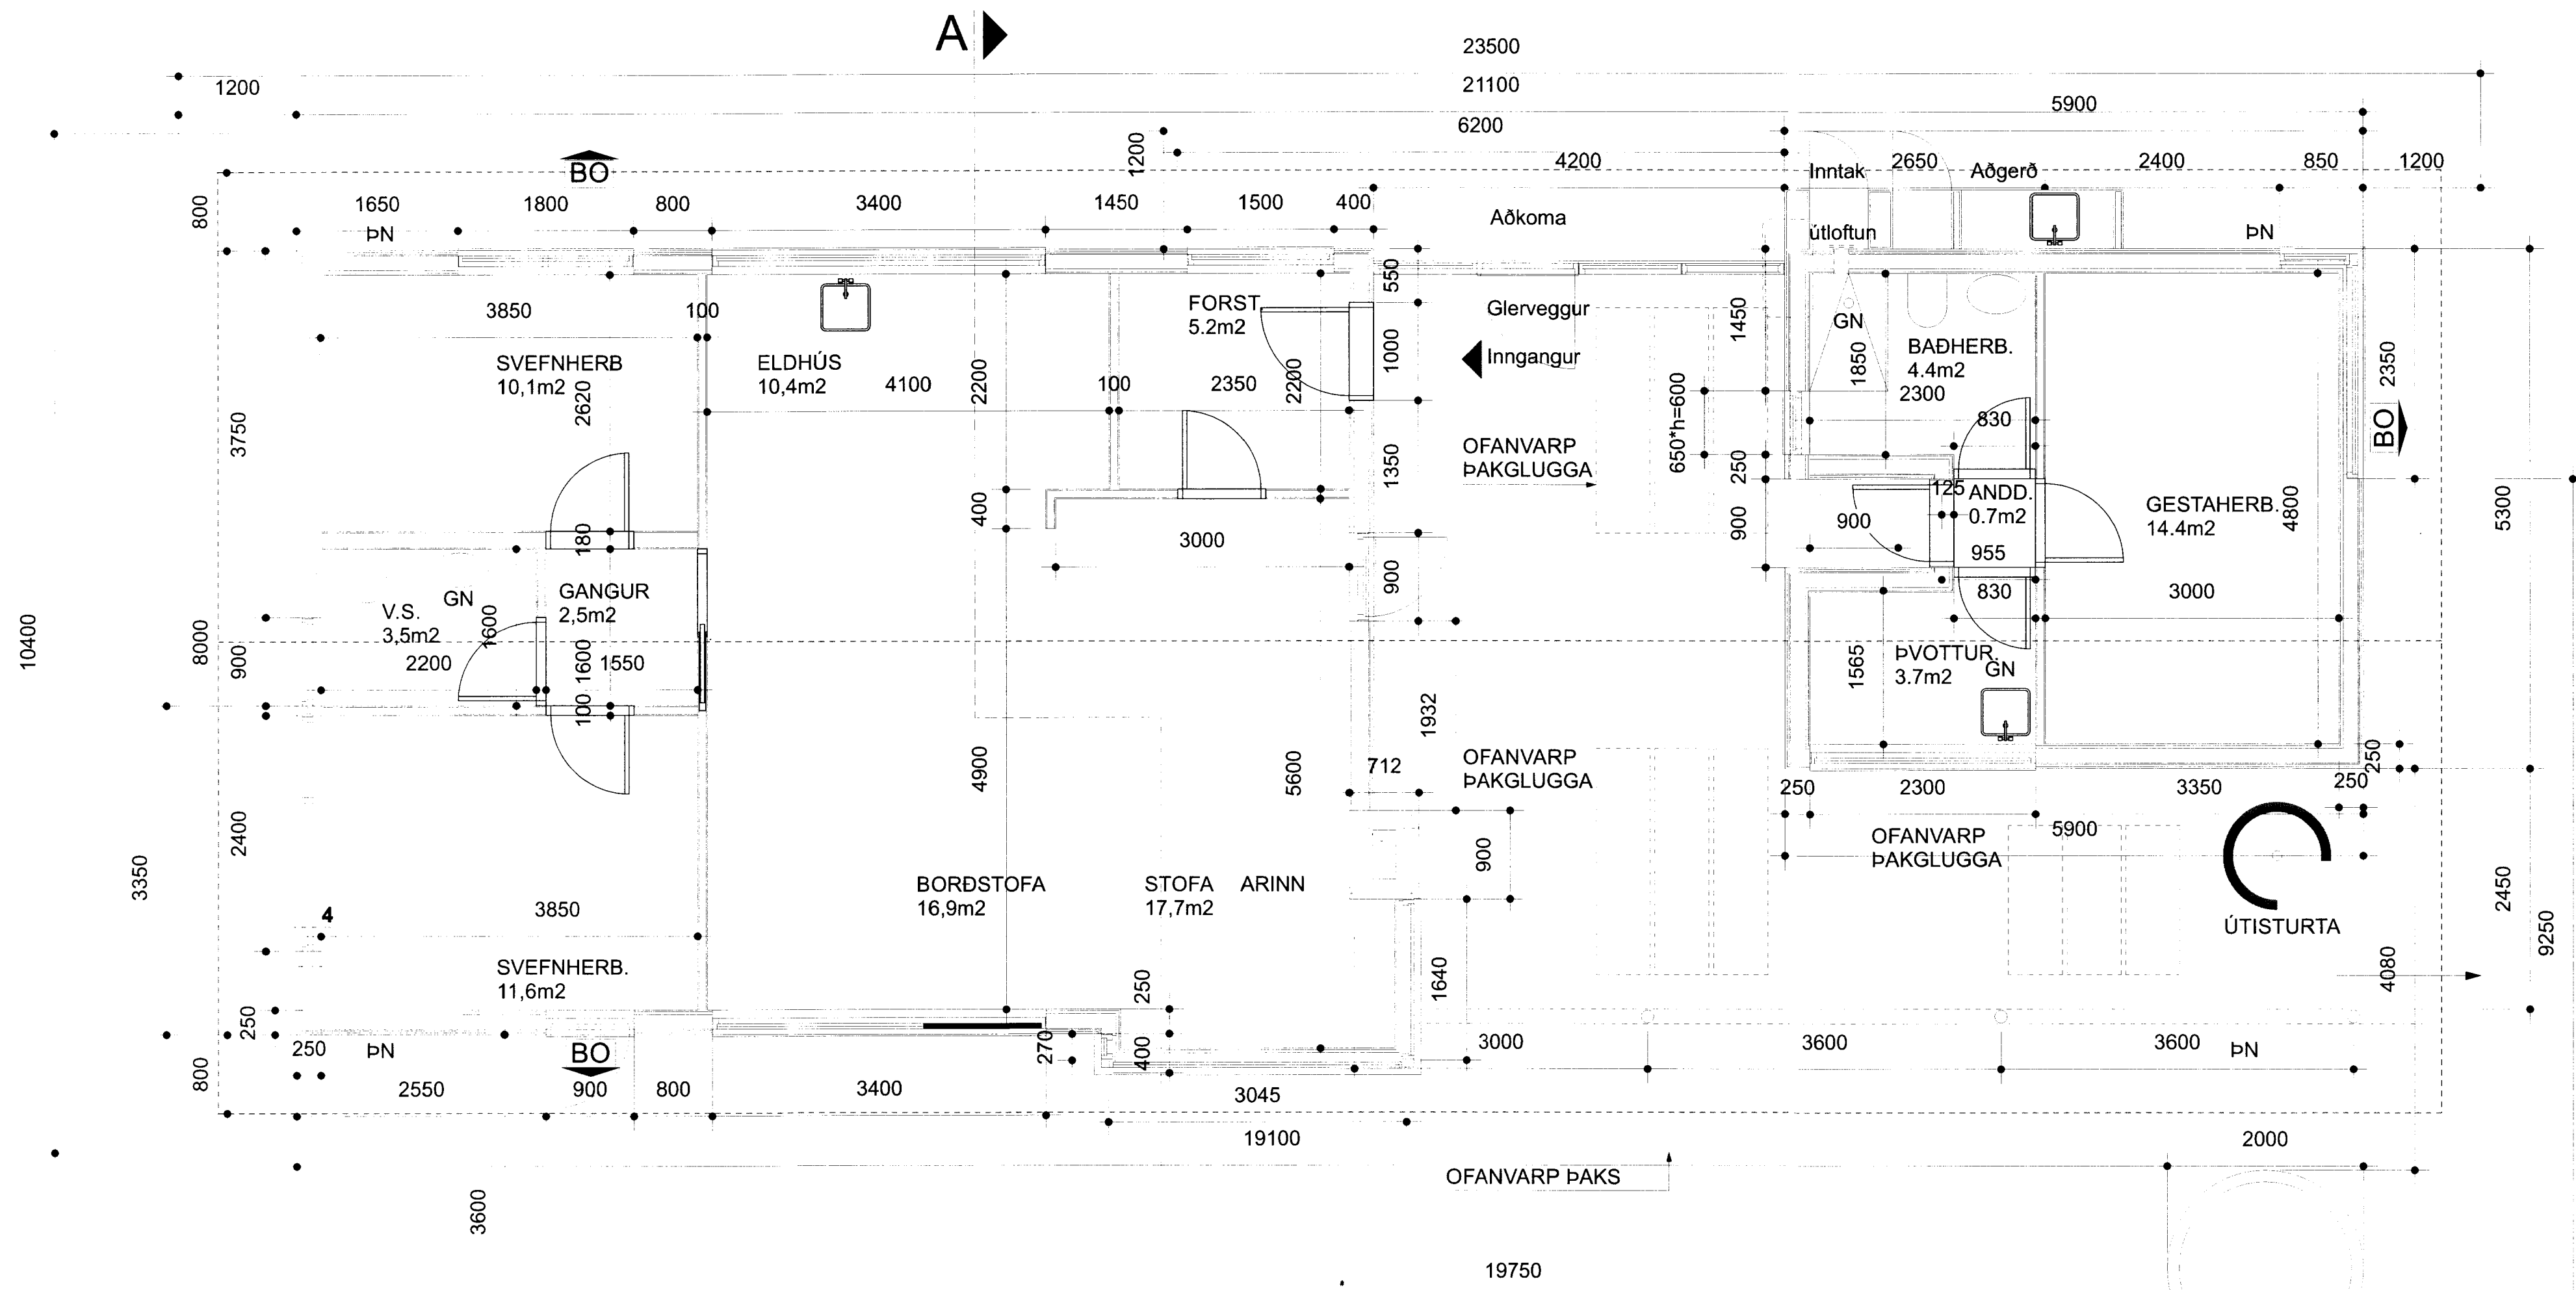 A
23500
1200
21100
5900
6200
1200
4200
Inntak
2650
Aðgerð
2400
850
1200
BO
800
1650
1800
800
3400
1450
1500
400
ÞN
Aðkoma
útloftun
ÞN
550
3850
100
FORST.
5.2m2
Glerveggur
1450
GN
SVEFNHERB
10,1m2
2620
ELDHÚS
10,4m2
4100
2200
100
2350
2200
1000
Inngangur
1850
BAÐHERB.
4.4m2
2300
2350
650*h=600
830
BO
3750
OFANVARP
ÞAKGLUGGA
1350
250
400
180
125
ANDD.
0.7m2
900
900
955
GESTAHERB.
14.4m2
4800
5300
3000
900
830
3000
GANGUR
2,5m2
GN
V.S.
3,5m2
1600
2200
1600
1550
100
10400
8000
900
1565
ÞVOTTUR.
3.7m2
GN
1932
4900
5600
712
OFANVARP
ÞAKGLUGGA
250
250
2300
3350
250
2400
3350
900
OFANVARP
ÞAKGLUGGA
5900
BORÐSTOFA
16,9m2
STOFA
17,7m2
ARINN
2450
9250
4
3850
ÚTISTURTA
SVEFNHERB.
11,6m2
250
1640
4080
250
250
ÞN
BO
270
400
3000
3600
3600
ÞN
800
2550
900
800
3400
3045
19100
2000
OFANVARP ÞAKS
3600
19750